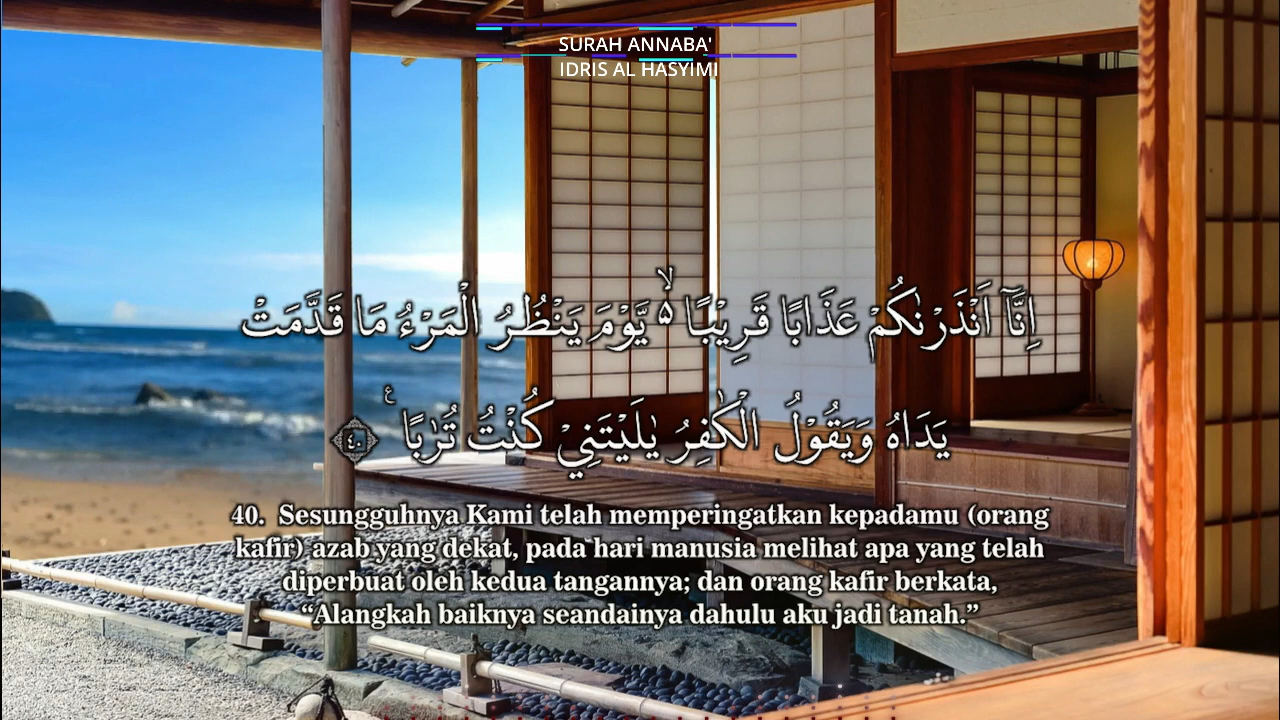 SURAH ANNABA'
IDRIS AL HASYIMI
اِنَّآ اَنْذَرْنٰكُمْ عَذَابًا قَرِيْبًا ەۙ يَّوْمَ يَنْظُرُ الْمَرْءُ مَا قَدَّمَتْ
يَدَاهُ وَيَقُوْلُ الْكٰفِرُ يٰلَيْتَنِيْ كُنْتُ تُرٰبًا ࣖ ٤٠
40. Sesungguhnya Kami telah memperingatkan kepadamu (orang
kafir) azab yang dekat, pada hari manusia melihat apa yang telah
diperbuat oleh kedua tangannya; dan orang kafir berkata,
“Alangkah baiknya seandainya dahulu aku jadi tanah.”